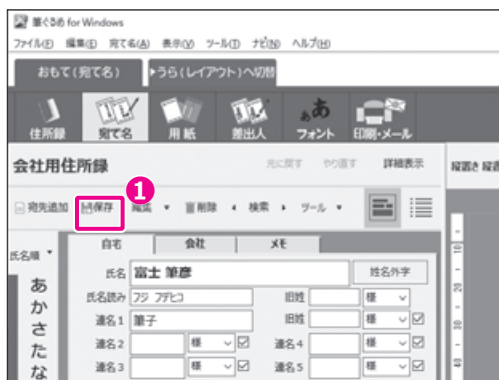 筆ぐるめ for Windows
ファイル(F) 編集(E) 宛て名(A) 表示(V) ツール(T) ナビ(N) ヘルプ(H)
おもて(宛て名) ▶うら(レイアウト)へ切替
住所録 宛て名 用紙 差出人 フォント 印刷・メール
会社用住所録 元に戻す やり直す 詳細表示 縦置き
1
宛先追加 保存 編集 ▼ 削除 ◂ 検索 ▸ ツール ▼
自宅 会社 メモ
氏名順 ▼
氏名 富士 筆彦 姓名外字
あ
氏名読み フジ フデヒコ 旧姓 様
か
連名1 筆子 旧姓 様
さ
連名2 様 連名4 様
た
連名3 様 連名5 様
な
10
20
30
40